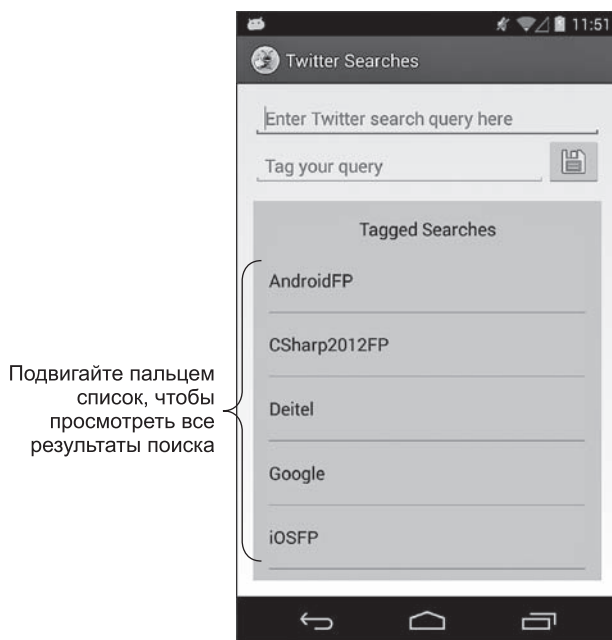 11:51
Twitter Searches
Enter Twitter search query here
Tag your query
Tagged Searches
AndroidFP
CSharp2012FP
Deitel
Google
iOSFP
Подвигайте пальцем
список, чтобы
просмотреть все
результаты поиска